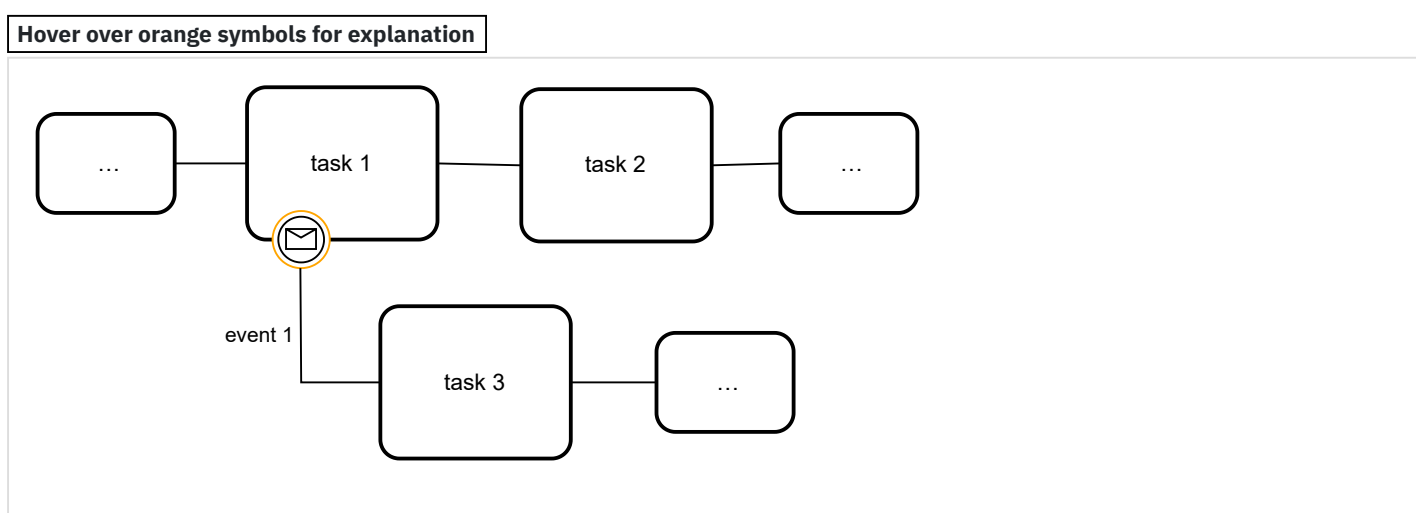 Hover over orange symbols for explanation
...
task 1
task 2
...
event 1
task 3
...